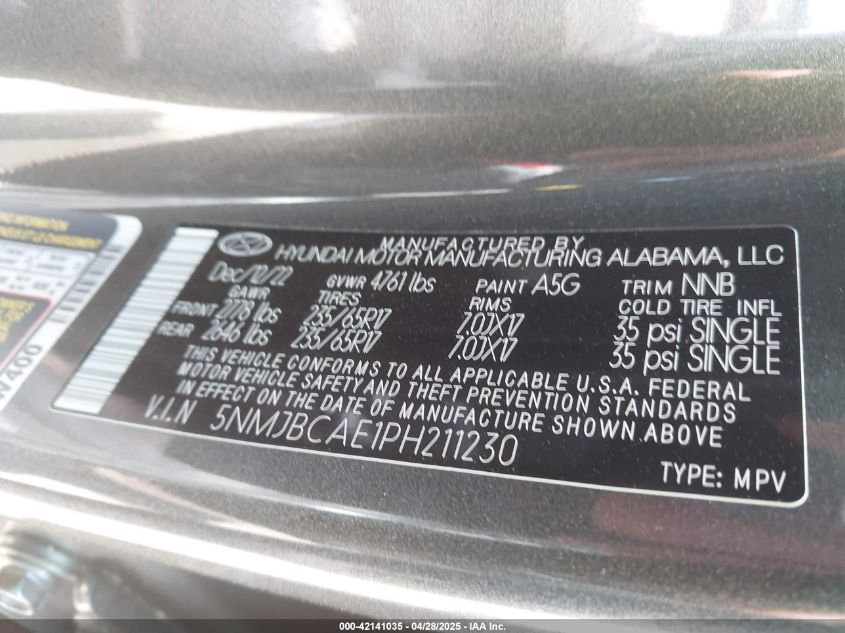 MANUFACTURED BY
HYUNDAI MOTOR MANUFACTURING ALABAMA, LLC
Dec/10/22 GVWR 4761 lbs PAINT A5G TRIM NNB
GAWR TIRES RIMS COLD TIRE INFL
FRONT 2778 lbs 235/65R17 7.0JX17 35 psi SINGLE
REAR 2646 lbs 235/65R17 7.0JX17 35 psi SINGLE
THIS VEHICLE CONFORMS TO ALL APPLICABLE U.S.A. FEDERAL
MOTOR VEHICLE SAFETY AND THEFT PREVENTION STANDARDS
IN EFFECT ON THE DATE OF MANUFACTURE SHOWN ABOVE.
V.I.N 5NMJBCAE1PH211230
TYPE: MPV
INFORMATION
W400
000-42141035 | 04/28/2025 - IAA Inc.